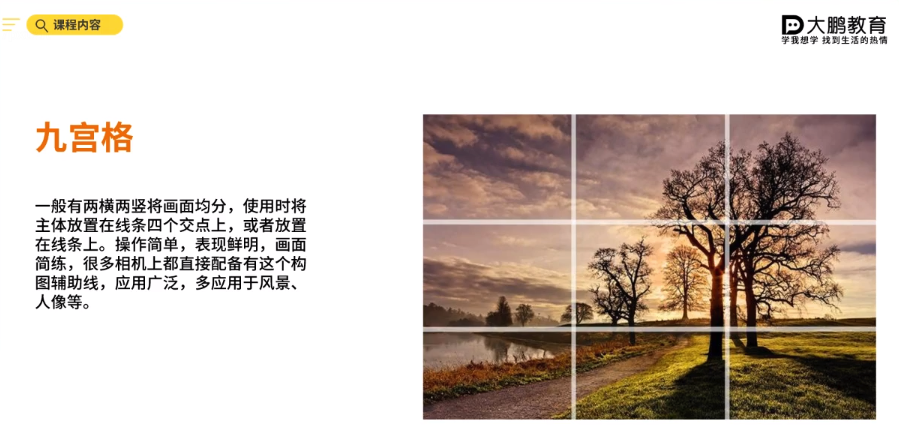 课程内容
大鹏教育
学我想学 找到生活的热情
九宫格
一般有两横两竖将画面均分，使用时将
主体放置在线条四个交点上，或者放置
在线条上。操作简单，表现鲜明，画面
简练，很多相机上都直接配备有这个构
图辅助线，应用广泛，多应用于风景、
人像等。